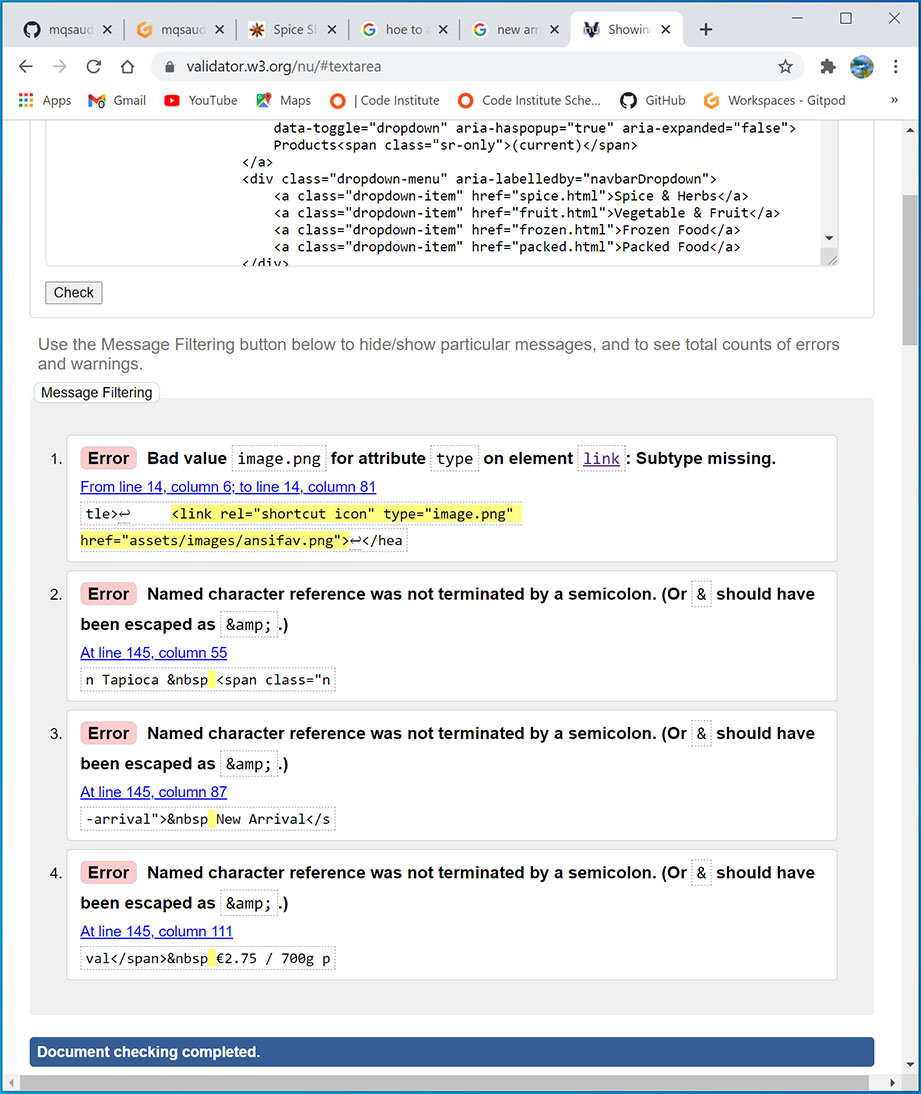 mqsaud
mqsaud
Spice S
hoe to a
new arr
Showin
validator.w3.org/nu/#textarea
Apps Gmail YouTube Maps | Code Institute Code Institute Sche... GitHub Workspaces - Gitpod »
data-toggle="dropdown" aria-haspopup="true" aria-expanded="false">
Products<span class="sr-only">(current)</span>
</a>
<div class="dropdown-menu" aria-labelledby="navbarDropdown">
<a class="dropdown-item" href="spice.html">Spice & Herbs</a>
<a class="dropdown-item" href="fruit.html">Vegetable & Fruit</a>
<a class="dropdown-item" href="frozen.html">Frozen Food</a>
<a class="dropdown-item" href="packed.html">Packed Food</a>
</div>
Check
Use the Message Filtering button below to hide/show particular messages, and to see total counts of errors
and warnings.
Message Filtering
1. Error Bad value image.png for attribute type on element link: Subtype missing.
From line 14, column 6; to line 14, column 81
tle>↩ <link rel="shortcut icon" type="image.png"
href="assets/images/ansifav.png">↩</hea
2. Error Named character reference was not terminated by a semicolon. (Or & should have
been escaped as &amp;.)
At line 145, column 55
n Tapioca &nbsp <span class="n
3. Error Named character reference was not terminated by a semicolon. (Or & should have
been escaped as &amp;.)
At line 145, column 87
-arrival">&nbsp New Arrival</s
4. Error Named character reference was not terminated by a semicolon. (Or & should have
been escaped as &amp;.)
At line 145, column 111
val</span>&nbsp €2.75 / 700g p
Document checking completed.